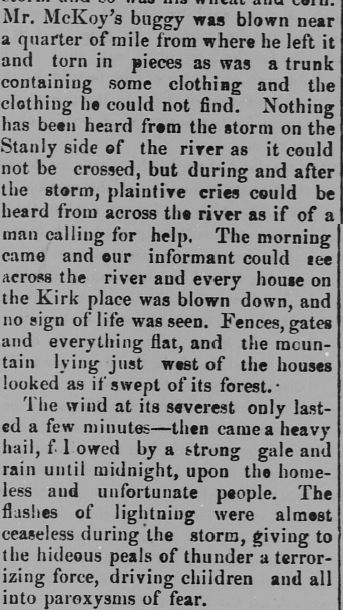 storm and so was his wheat and corn.
Mr. McKoy's buggy was blown near
a quarter of mile from where he left it
and torn in pieces as was a trunk
containing some clothing and the
clothing he could not find. Nothing
has been heard from the storm on the
Stanly side of the river as it could
not be crossed, but during and after
the storm, plaintive cries could be
heard from across the river as if of a
man calling for help. The morning
came and our informant could see
across the river and every house on
the Kirk place was blown down, and
no sign of life was seen. Fences, gates
and everything flat, and the moun-
tain lying just west of the houses
looked as if swept of its forest.
The wind at its severest only last-
ed a few minutes—then came a heavy
hail, f l owed by a strong gale and
rain until midnight, upon the home-
less and unfortunate people. The
flashes of lightning were almost
ceaseless during the storm, giving to
the hideous peals of thunder a terror-
izing force, driving children and all
into paroxysms of fear.